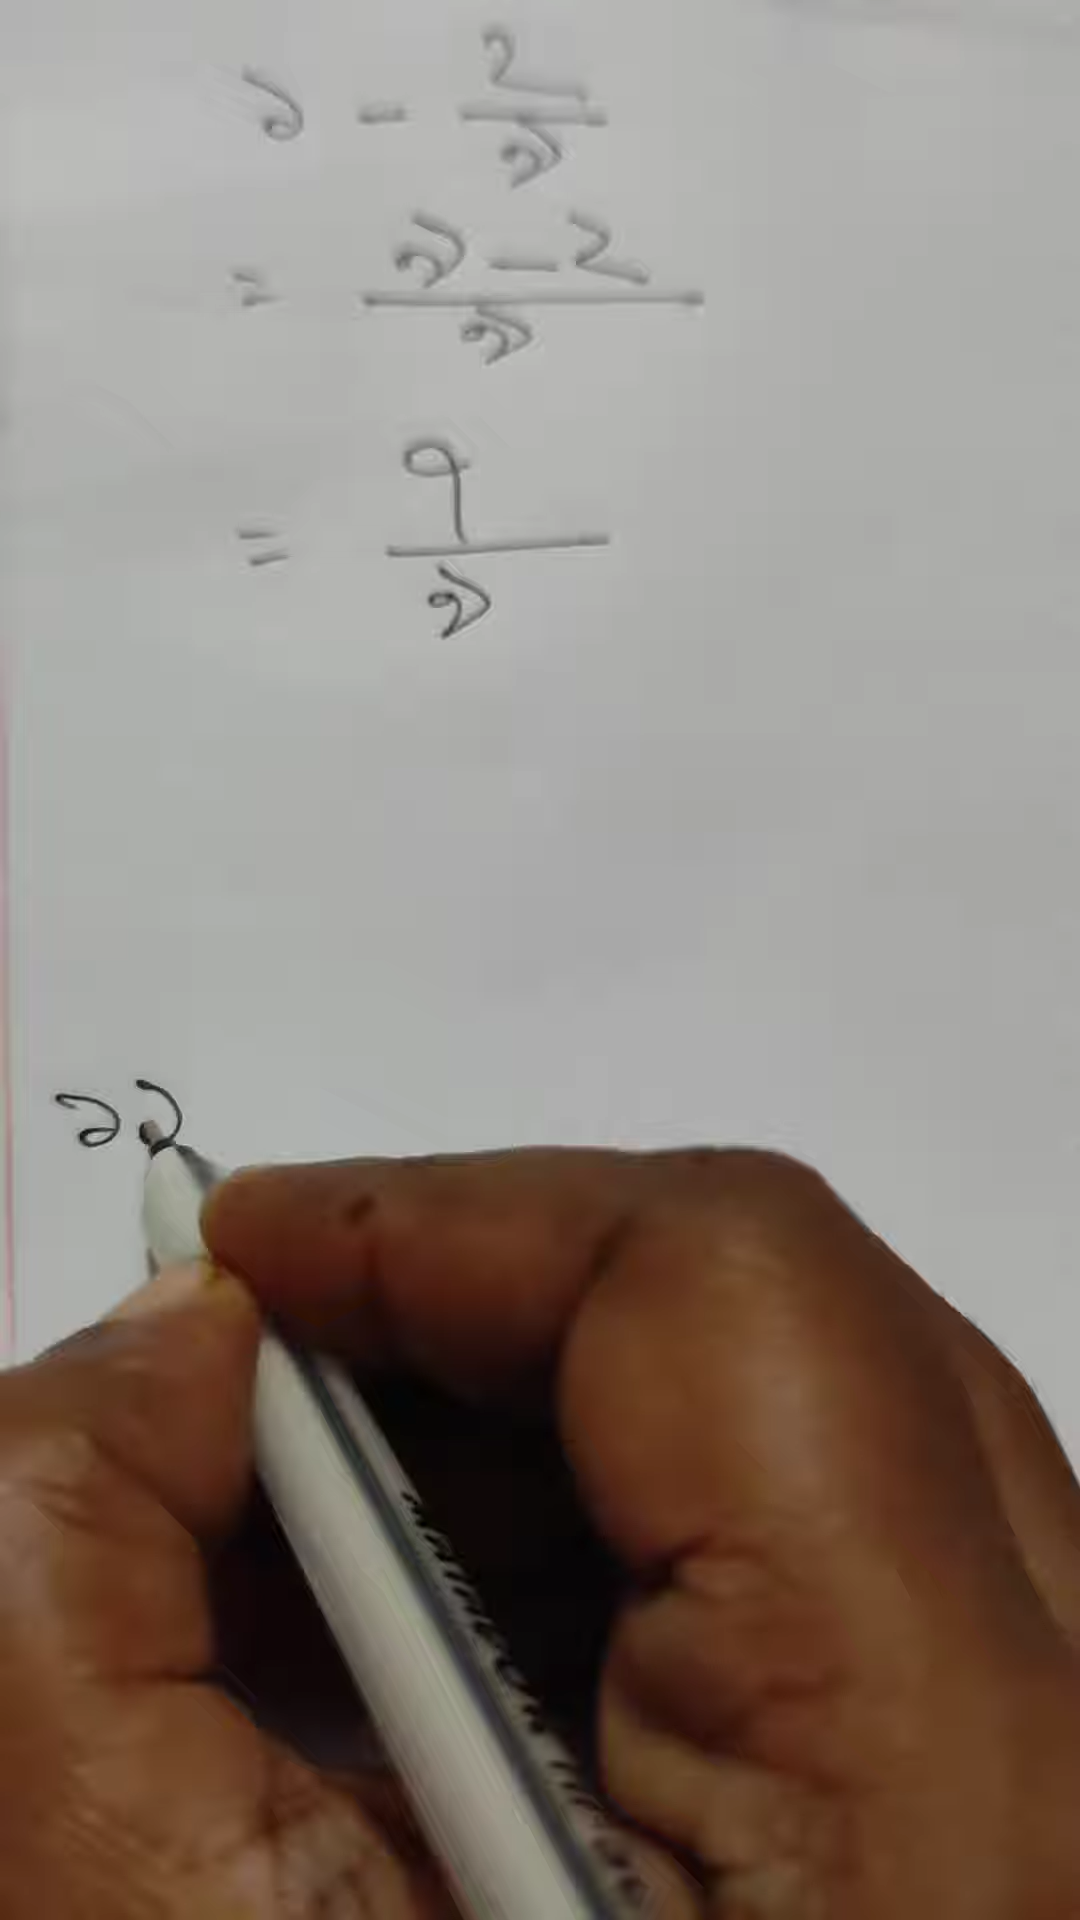 ১ - ২/৯
= ৯-২/৯
= ৭/৯
১১